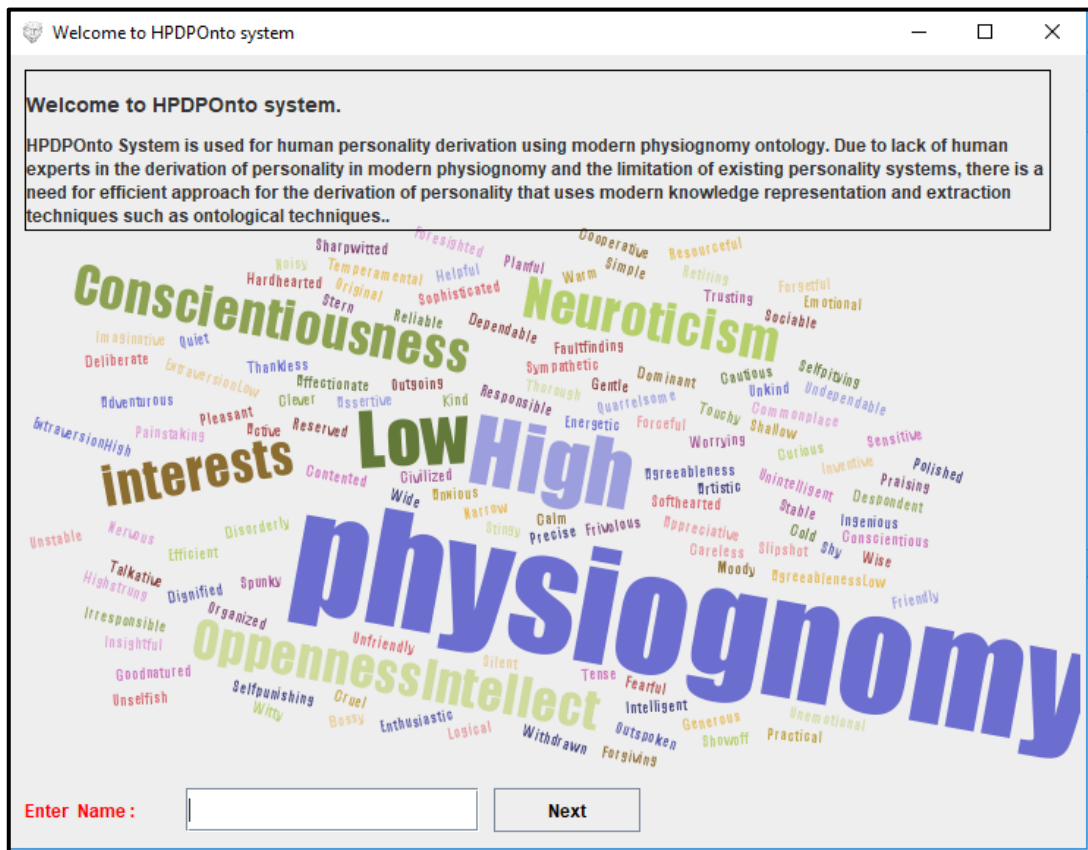 Welcome to HPDPOnto system
Welcome to HPDPOnto system.
HPDPOnto System is used for human personality derivation using modern physiognomy ontology. Due to lack of human
experts in the derivation of personality in modern physiognomy and the limitation of existing personality systems, there is a
need for efficient approach for the derivation of personality that uses modern knowledge representation and extraction
techniques such as ontological techniques..
Sharpwitted
Foresighted
Cooperative
Resourceful
Noisy
Temperamental
Helpful
Planful
Warm
Simple
Retiring
Forgetful
Hardhearted
Original
Sophisticated
Trusting
Emotional
Conscientiousness
Stern
Reliable
Dependable
Neuroticism
Sociable
Imaginative
Quiet
Faultfinding
Deliberate
ExtraversionLow
Thankless
Sympathetic
Selfpitying
Affectionate
Outgoing
Thorough
Gentle
Dominant
Cautious
Unkind
Undependable
Adventurous
Clever
Assertive
Kind
Responsible
Quarrelsome
Touchy
Commonplace
Shallow
Pleasant
ExtraversionHigh
Painstaking
Active
Reserved
Low
High
Energetic
Forceful
Worrying
Curious
Sensitive
interests
Contented
Civilized
Agreeableness
Artistic
Unintelligent
Inventive
Polished
Praising
Wide
Anxious
Narrow
Softhearted
Stable
Despondent
Unstable
Nervous
Disorderly
Stingy
Calm
Precise
Frivolous
Appreciative
Cold
Ingenious
Conscientious
Efficient
Careless
Slipshot
Shy
Wise
Talkative
Highstrung
Dignified
Spunky
physiognomy
Moody
AgreeablenessLow
Friendly
Irresponsible
Organized
Insightful
OppennessIntellect
Unfriendly
Silent
Goodnatured
Tense
Fearful
Unselfish
Selfpunishing
Cruel
Intelligent
Witty
Bossy
Enthusiastic
Logical
Generous
Unemotional
Withdrawn
Outspoken
Showoff
Practical
Forgiving
Enter Name:
Next